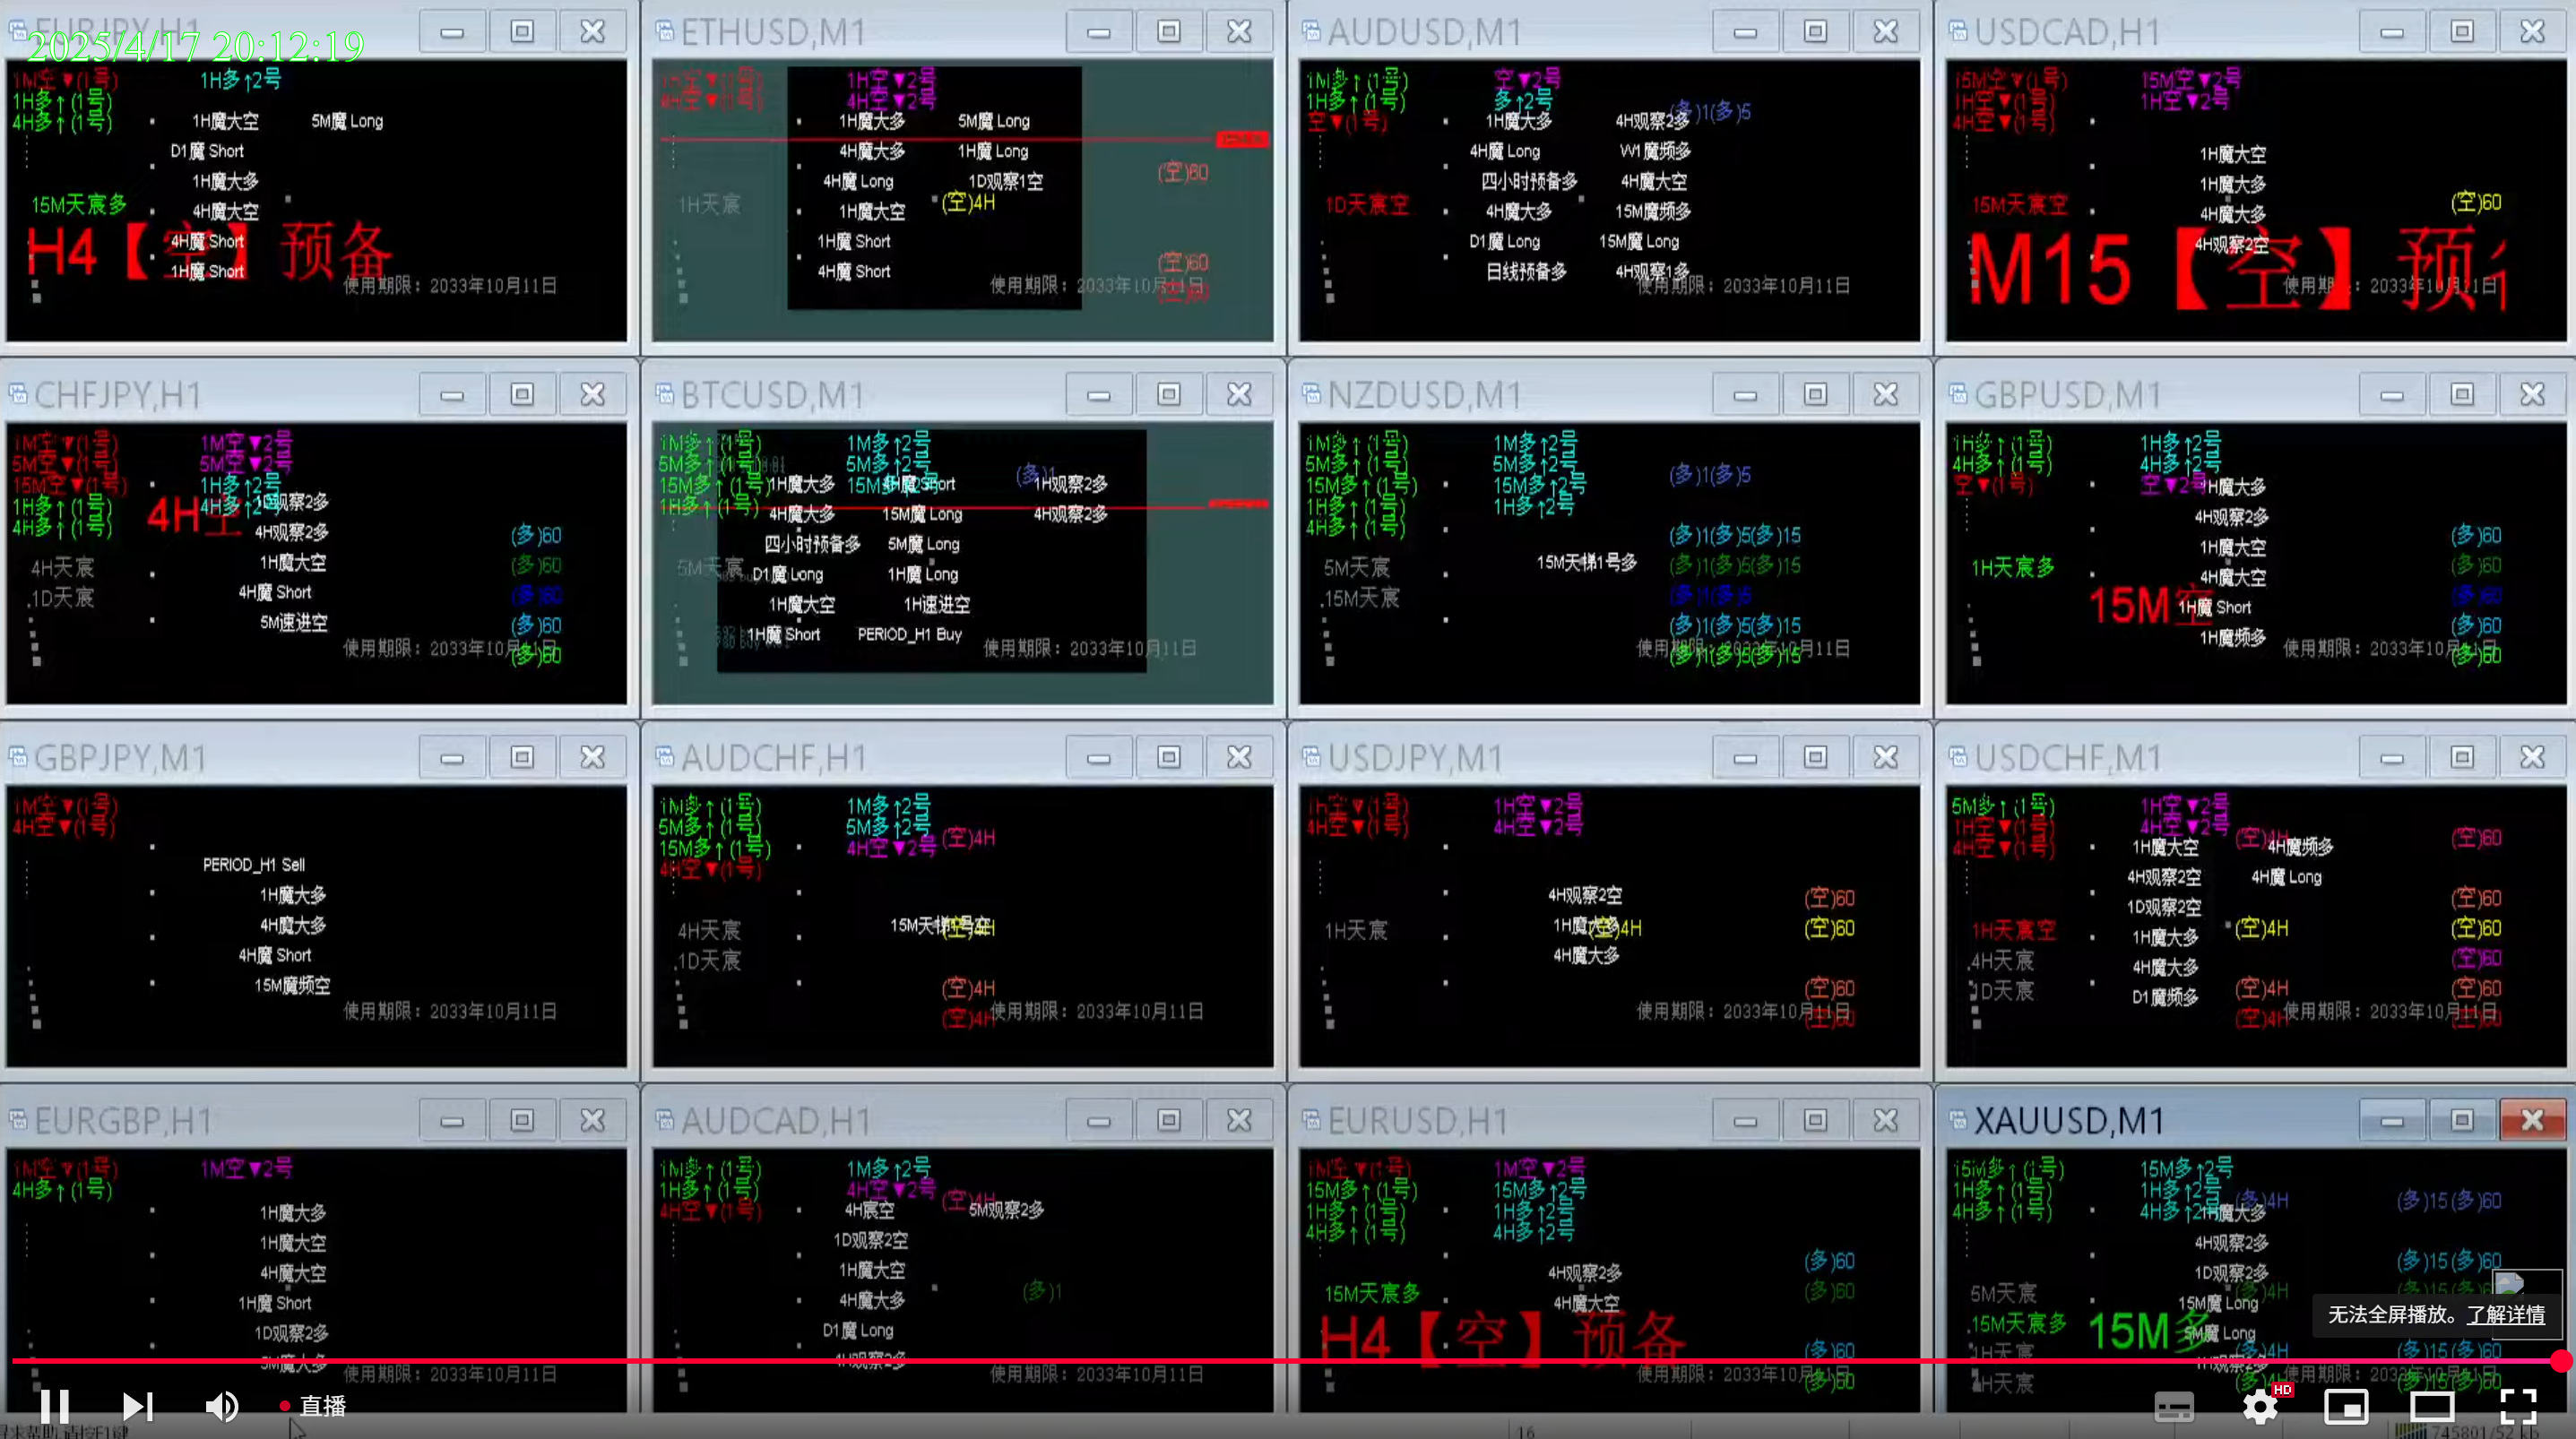 EURJPY,H1
2025/4/17 20:12:19
1M空▼(1号)
1H多↑2号
1H多↑(1号)
4H多↑(1号)
1H魔大空
5M魔 Long
D1魔 Short
1H魔大多
15M天宸多
4H魔大空
H4【空】预备
4H魔 Short
1H魔 Short
使用期限：2033年10月11日
ETHUSD,M1
1H空▼(1号)
1H空▼2号
4H空▼(1号)
4H空▼2号
1H魔大多
5M魔 Long
4H魔大多
1H魔 Long
(空)60
4H魔 Long
1D观察1空
1H天宸
(空)4H
1H魔大空
1H魔 Short
(空)60
4H魔 Short
使用期限：2033年10月11日
(空)60
AUDUSD,M1
1M多↑(1号)
空▼2号
1H多↑(1号)
多↑2号
(多)1(多)5
空▼(1号)
1H魔大多
4H观察2多
4H魔 Long
W1魔频多
四小时预备多
4H魔大空
1D天宸空
4H魔大多
15M魔频多
D1魔 Long
15M魔 Long
日线预备多
4H观察1多
使用期限：2033年10月11日
USDCAD,H1
15M空▼(1号)
15M空▼2号
1H空▼(1号)
1H空▼2号
4H空▼(1号)
1H魔大空
1H魔大多
15M天宸空
(空)60
4H魔大多
4H观察2空
M15【空】预
使用期限：2033年10月11日
CHFJPY,H1
1M空▼(1号)
1M空▼2号
5M空▼(1号)
5M空▼2号
15M空▼(1号)
1H多↑2号
1H多↑(1号)
4H多↑2号
观察2多
4H空
4H多↑(1号)
4H观察2多
(多)60
4H天宸
1H魔大空
(多)60
1D天宸
4H魔 Short
(多)60
5M速进空
(多)60
使用期限：2033年10月11日
(多)60
BTCUSD,M1
1M多↑(1号)
1M多↑2号
5M多↑(1号)
5M多↑2号
(多)1
15M多↑(1号)
15M多↑2号
1H魔大多
1H观察2多
1H多↑(1号)
4H魔大多
15M魔 Long
4H观察2多
四小时预备多
5M魔 Long
5M天宸
D1魔 Long
1H魔 Long
1H魔大空
1H速进空
1H魔 Short
PERIOD_H1 Buy
使用期限：2033年10月11日
NZDUSD,M1
1M多↑(1号)
1M多↑2号
5M多↑(1号)
5M多↑2号
(多)1(多)5
15M多↑(1号)
15M多↑2号
1H多↑(1号)
1H多↑2号
4H多↑(1号)
(多)1(多)5(多)15
5M天宸
15M天梯1号多
(多)1(多)5(多)15
15M天宸
(多)1(多)5
(多)1(多)5(多)15
使用期限：2033年10月11日
(多)1(多)5(多)15
GBPUSD,M1
1H多↑(1号)
1H多↑2号
4H多↑(1号)
4H多↑2号
空▼(1号)
空▼2号
1H魔大多
4H观察2多
(多)60
1H魔大空
1H天宸多
4H魔大空
(多)60
15M空
1H魔 Short
(多)60
1H魔频多
(多)60
使用期限：2033年10月11日
(多)60
GBPJPY,M1
1M空▼(1号)
4H空▼(1号)
PERIOD_H1 Sell
1H魔大多
4H魔大多
4H魔 Short
15M魔频空
使用期限：2033年10月11日
AUDCHF,H1
1M多↑(1号)
1M多↑2号
5M多↑(1号)
5M多↑2号
(空)4H
15M多↑(1号)
4H空▼2号
4H空▼(1号)
4H天宸
15M天梯1号空
(空)4H
1D天宸
(空)4H
(空)4H
使用期限：2033年10月11日
USDJPY,M1
1H空▼(1号)
1H空▼2号
4H空▼(1号)
4H空▼2号
4H观察2空
(空)60
1H天宸
1H魔大多
(空)4H
(空)60
4H魔大多
(空)60
使用期限：2033年10月11日
(空)60
USDCHF,M1
5M多↑(1号)
1H空▼2号
1H空▼(1号)
4H空▼2号
(空)4H
(空)60
4H空▼(1号)
1H魔大空
4H魔频多
4H观察2空
4H魔 Long
1D观察2空
(空)60
1H天宸空
1H魔大多
(空)4H
(空)60
4H天宸
4H魔大多
(空)60
1D天宸
D1魔频多
(空)4H
(空)60
(空)4H
使用期限：2033年10月11日
(空)60
EURGBP,H1
1M空▼(1号)
1M空▼2号
4H多↑(1号)
1H魔大多
1H魔大空
4H魔大空
1H魔 Short
1D观察2多
5M魔大多
使用期限：2033年10月11日
AUDCAD,H1
1M多↑(1号)
1M多↑2号
1H多↑(1号)
4H空▼2号
(空)4H
4H空▼(1号)
4H宸空
5M观察2多
1D观察2空
1H魔大空
4H魔大多
(多)1
D1魔 Long
4H观察2多
使用期限：2033年10月11日
EURUSD,H1
1M空▼(1号)
1M空▼2号
15M多↑(1号)
15M多↑2号
1H多↑(1号)
1H多↑2号
4H多↑(1号)
4H多↑2号
(多)60
4H观察2多
15M天宸多
4H魔大空
(多)60
H4【空】预备
(多)60
使用期限：2033年10月11日
(多)60
XAUUSD,M1
15M多↑(1号)
15M多↑2号
1H多↑(1号)
1H多↑2号
(多)4H
(多)15(多)60
4H多↑(1号)
4H多↑2号
1H魔大多
4H观察2多
(多)15(多)60
1D观察2多
5M天宸
(多)4H
15M魔 Long
15M天宸多
15M多
5M魔 Long
1H天宸
(多)4H
(多)15(多)60
1H观察2多
使用期限：2033年10月11日
4H天宸
无法全屏播放。了解详情
直播
HD
16
745801/52 kb